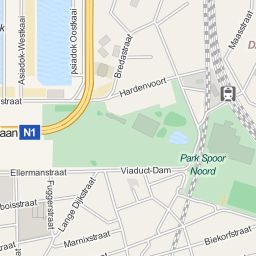 Asiadok-Westkaai
Asiadok Oostkaai
Bredastraat
Maasstraat
Hardenvoort
straat
aan
N1
Park Spoor
Noord
Ellermanstraat
Viaduct-Dam
Fuggerstraat
boisstraat
Lange Dijkstraat
Marnixstraat
Biekorfstraat